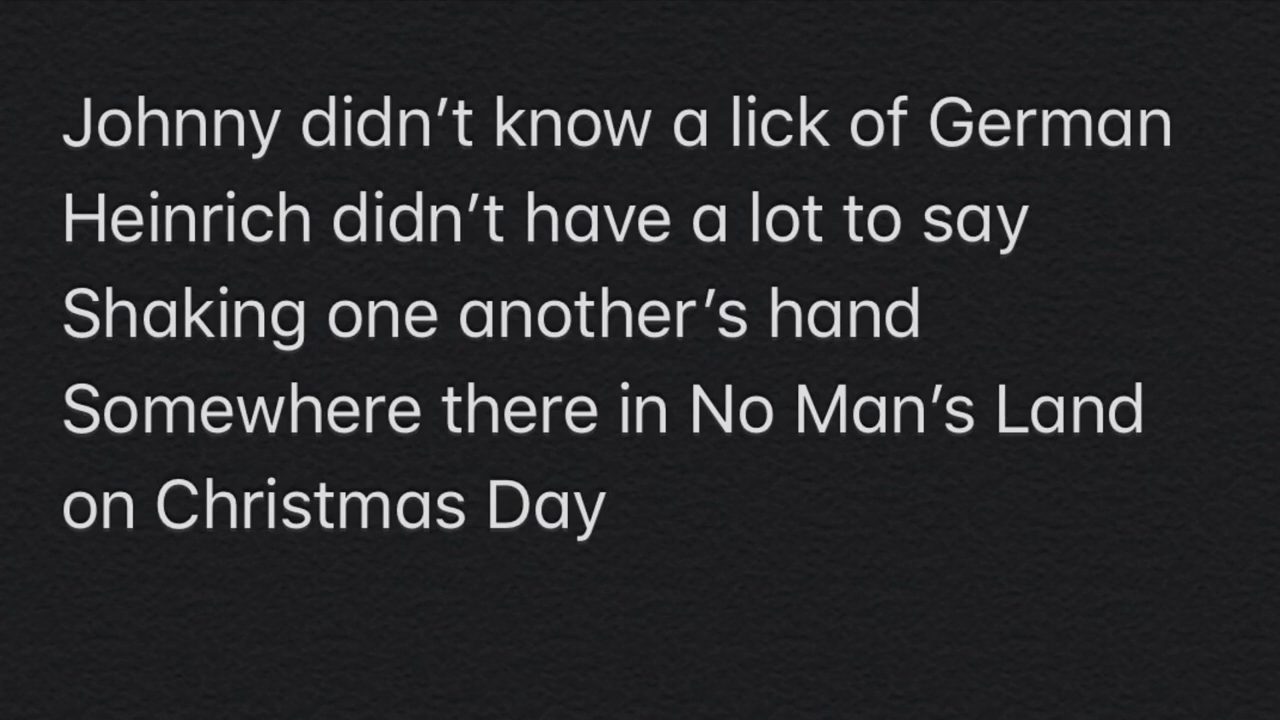 Johnny didn’t know a lick of German
Heinrich didn’t have a lot to say
Shaking one another’s hand
Somewhere there in No Man’s Land
on Christmas Day